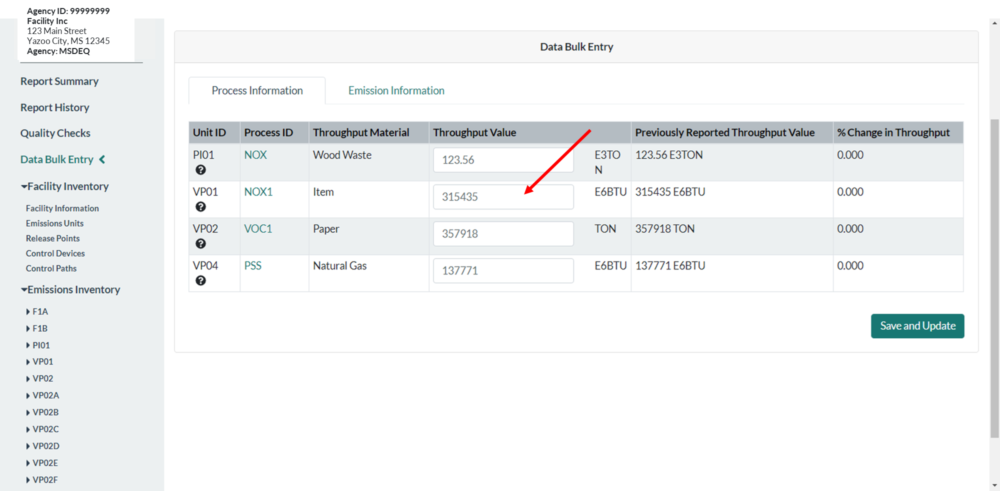 Agency ID: 99999999
Facility Inc
123 Main Street
Yazoo City, MS 12345
Agency: MSDEQ
Report Summary
Report History
Quality Checks
Data Bulk Entry
Facility Inventory
Facility Information
Emissions Units
Release Points
Control Devices
Control Paths
Emissions Inventory
F1A
F1B
PI01
VP01
VP02
VP02A
VP02B
VP02C
VP02D
VP02E
VP02F
Data Bulk Entry
Process Information Emission Information
Unit ID Process ID Throughput Material Throughput Value Previously Reported Throughput Value % Change in Throughput
PI01 NOX Wood Waste 123.56 E3TO 123.56 E3TON 0.000
? N
VP01 NOX1 Item 315435 E6BTU 315435 E6BTU 0.000
?
VP02 VOC1 Paper 357918 TON 357918 TON 0.000
?
VP04 PSS Natural Gas 137771 E6BTU 137771 E6BTU 0.000
?
Save and Update